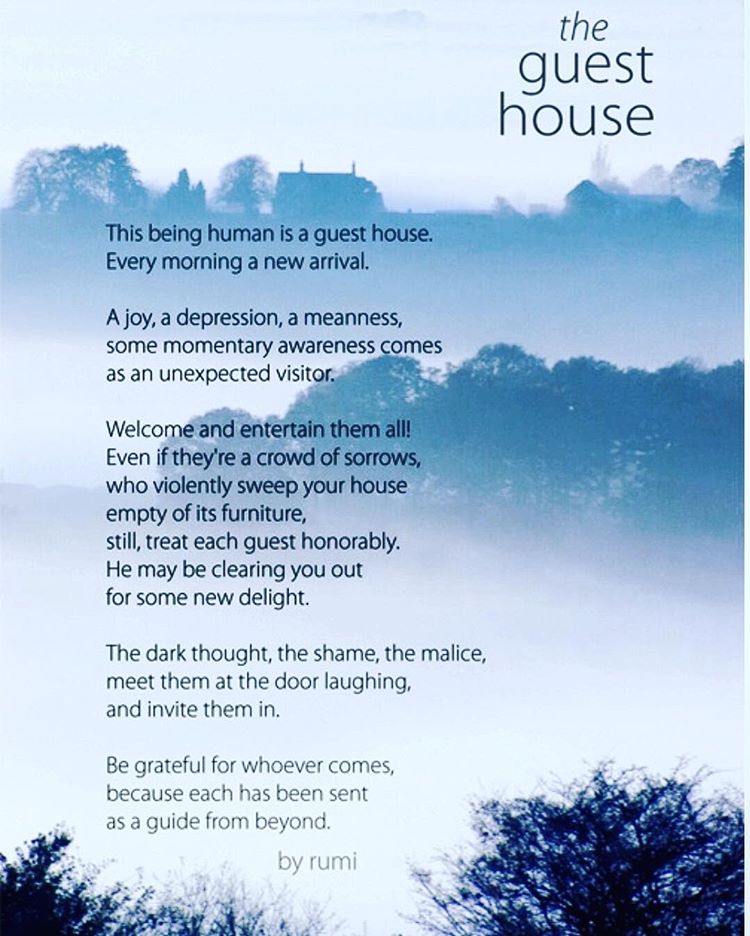 the
guest
house
This being human is a guest house.
Every morning a new arrival.
A joy, a depression, a meanness,
some momentary awareness comes
as an unexpected visitor.
Welcome and entertain them all!
Even if they're a crowd of sorrows,
who violently sweep your house
empty of its furniture,
still, treat each guest honorably.
He may be clearing you out
for some new delight.
The dark thought, the shame, the malice,
meet them at the door laughing,
and invite them in.
Be grateful for whoever comes,
because each has been sent
as a guide from beyond.
by rumi